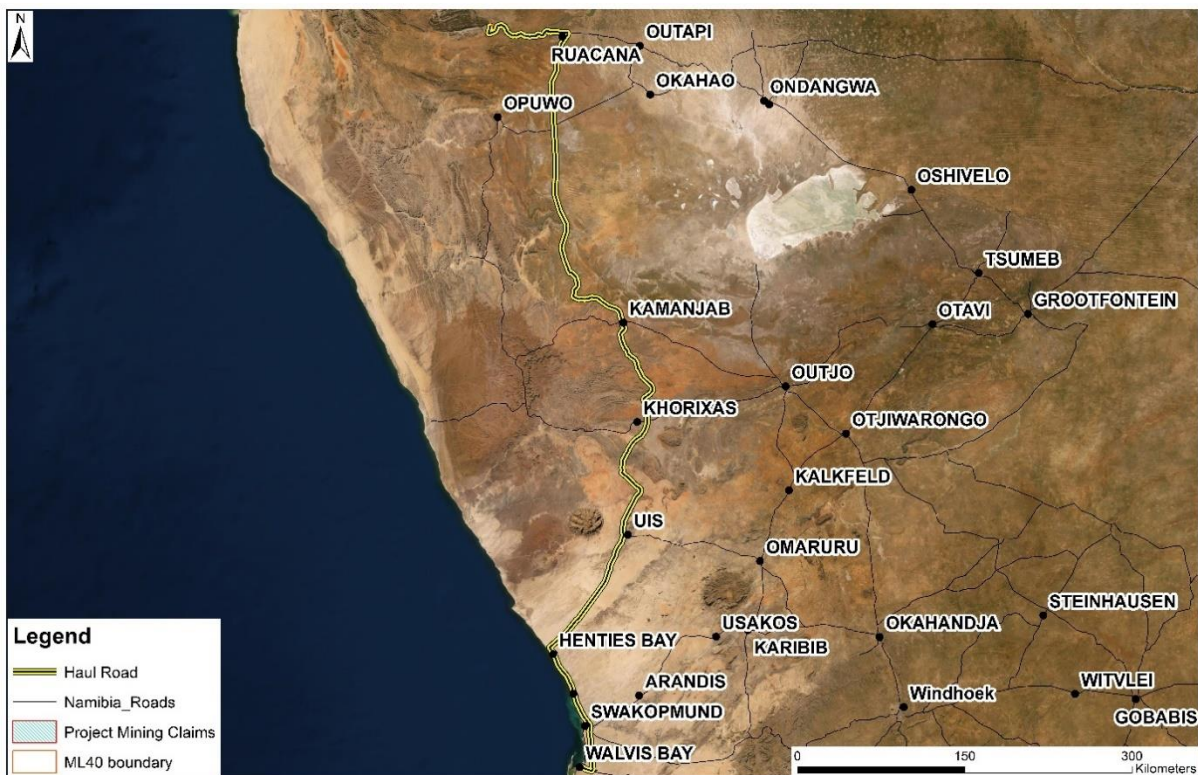 N
OUTAPI
RUACANA
OKAHAO
ONDANGWA
OPUWO
OSHIVELO
TSUMEB
GROOTFONTEIN
KAMANJAB
OTAVI
OUTJO
KHORIXAS
OTJIWARONGO
KALKFELD
UIS
OMARURU
STEINHAUSEN
HENTIES BAY
USAKOS
OKAHANDJA
KARIBIB
ARANDIS
Windhoek
WITVLEI
SWAKOPMUND
GOBABIS
WALVIS BAY
Legend
Haul Road
Namibia_Roads
Project Mining Claims
ML40 boundary
0 150 300
Kilometers